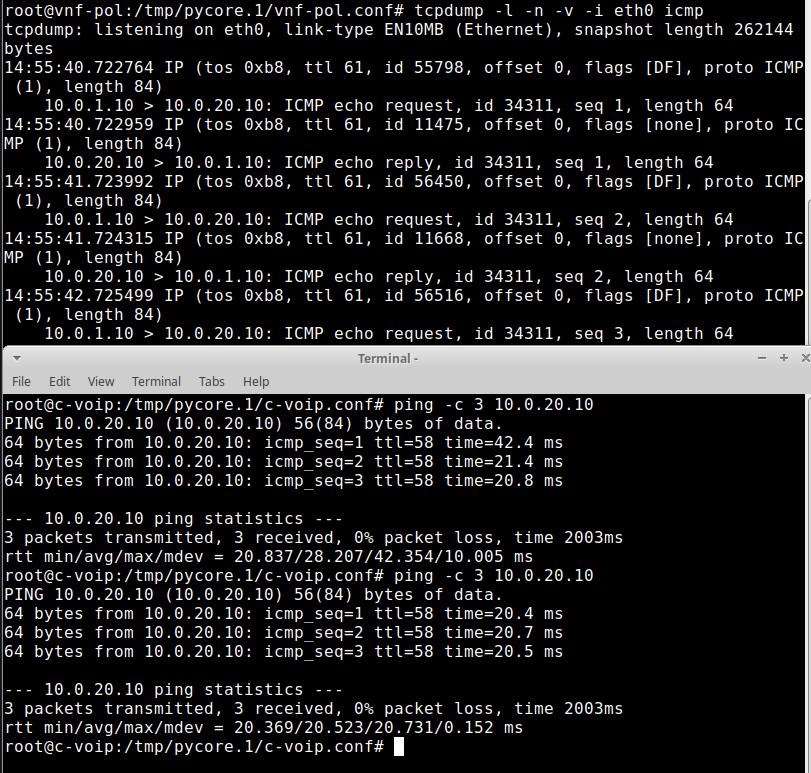 root@vnf-pol:/tmp/pycore.1/vnf-pol.conf# tcpdump -l -n -v -i eth0 icmp
tcpdump: listening on eth0, link-type EN10MB (Ethernet), snapshot length 262144
bytes
14:55:40.722764 IP (tos 0xb8, ttl 61, id 55798, offset 0, flags [DF], proto ICMP
 (1), length 84)
    10.0.1.10 > 10.0.20.10: ICMP echo request, id 34311, seq 1, length 64
14:55:40.722959 IP (tos 0xb8, ttl 61, id 11475, offset 0, flags [none], proto IC
MP (1), length 84)
    10.0.20.10 > 10.0.1.10: ICMP echo reply, id 34311, seq 1, length 64
14:55:41.723992 IP (tos 0xb8, ttl 61, id 56450, offset 0, flags [DF], proto ICMP
 (1), length 84)
    10.0.1.10 > 10.0.20.10: ICMP echo request, id 34311, seq 2, length 64
14:55:41.724315 IP (tos 0xb8, ttl 61, id 11668, offset 0, flags [none], proto IC
MP (1), length 84)
    10.0.20.10 > 10.0.1.10: ICMP echo reply, id 34311, seq 2, length 64
14:55:42.725499 IP (tos 0xb8, ttl 61, id 56516, offset 0, flags [DF], proto ICMP
 (1), length 84)
    10.0.1.10 > 10.0.20.10: ICMP echo request, id 34311, seq 3, length 64
Terminal -
File Edit View Terminal Tabs Help
root@c-voip:/tmp/pycore.1/c-voip.conf# ping -c 3 10.0.20.10
PING 10.0.20.10 (10.0.20.10) 56(84) bytes of data.
64 bytes from 10.0.20.10: icmp_seq=1 ttl=58 time=42.4 ms
64 bytes from 10.0.20.10: icmp_seq=2 ttl=58 time=21.4 ms
64 bytes from 10.0.20.10: icmp_seq=3 ttl=58 time=20.8 ms

--- 10.0.20.10 ping statistics ---
3 packets transmitted, 3 received, 0% packet loss, time 2003ms
rtt min/avg/max/mdev = 20.837/28.207/42.354/10.005 ms
root@c-voip:/tmp/pycore.1/c-voip.conf# ping -c 3 10.0.20.10
PING 10.0.20.10 (10.0.20.10) 56(84) bytes of data.
64 bytes from 10.0.20.10: icmp_seq=1 ttl=58 time=20.4 ms
64 bytes from 10.0.20.10: icmp_seq=2 ttl=58 time=20.7 ms
64 bytes from 10.0.20.10: icmp_seq=3 ttl=58 time=20.5 ms

--- 10.0.20.10 ping statistics ---
3 packets transmitted, 3 received, 0% packet loss, time 2003ms
rtt min/avg/max/mdev = 20.369/20.523/20.731/0.152 ms
root@c-voip:/tmp/pycore.1/c-voip.conf#